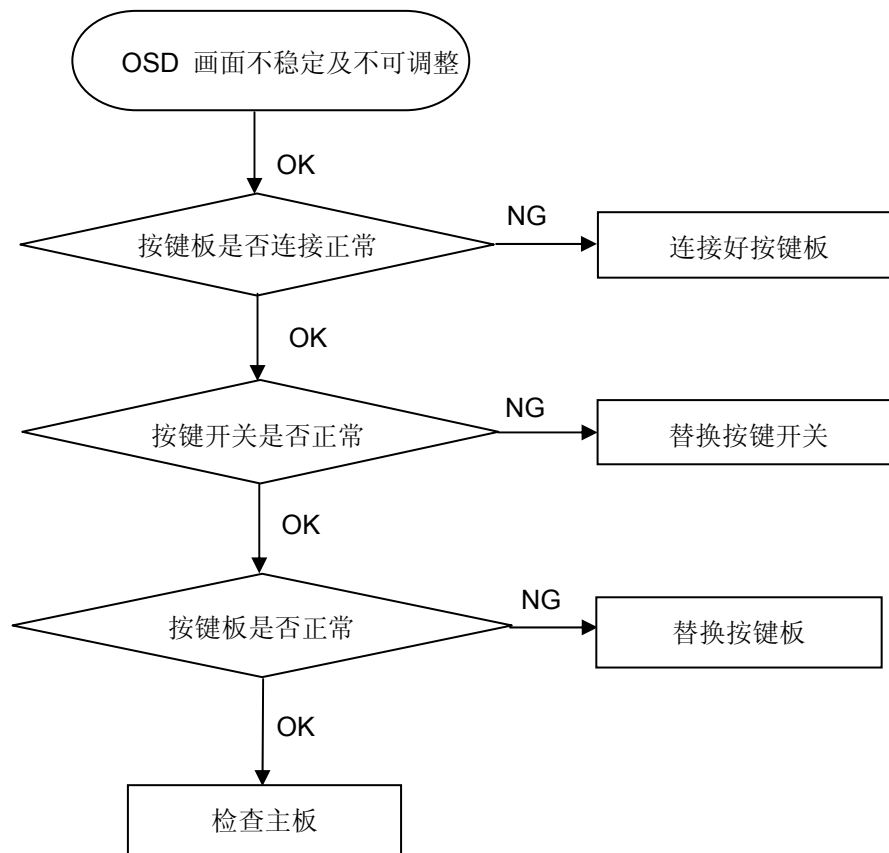 OSD 画面不稳定及不可调整
OK
按键板是否连接正常
NG
连接好按键板
OK
按键开关是否正常
NG
替换按键开关
OK
按键板是否正常
NG
替换按键板
OK
检查主板